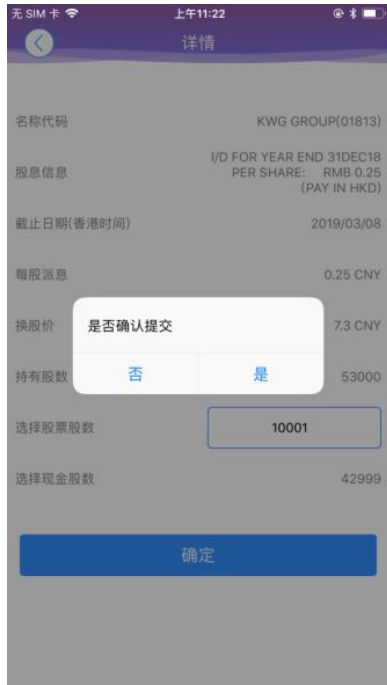 无 SIM 卡 上午11:22
详情
名称代码 KWG GROUP(01813)
股息信息 I/D FOR YEAR END 31DEC18
PER SHARE: RMB 0.25
(PAY IN HKD)
截止日期(香港时间) 2019/03/08
每股派息 0.25 CNY
换股价 7.3 CNY
是否确认提交
否 是
持有股数 53000
选择股票股数 10001
选择现金股数 42999
确定